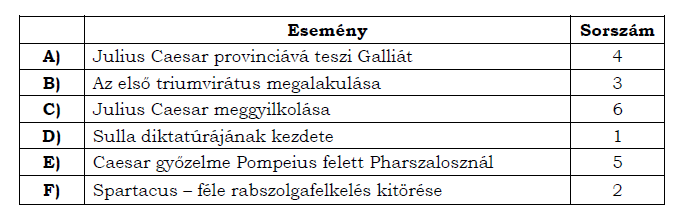 Esemény Sorszám
A) Julius Caesar provinciává teszi Galliát 4
B) Az első triumvirátus megalakulása 3
C) Julius Caesar meggyilkolása 6
D) Sulla diktatúrájának kezdete 1
E) Caesar győzelme Pompeius felett Pharszalosznál 5
F) Spartacus – féle rabszolgafelkelés kitörése 2